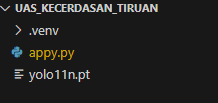 UAS_KECERDASAN_TIRUAN
.venv
appy.py
yolo11n.pt